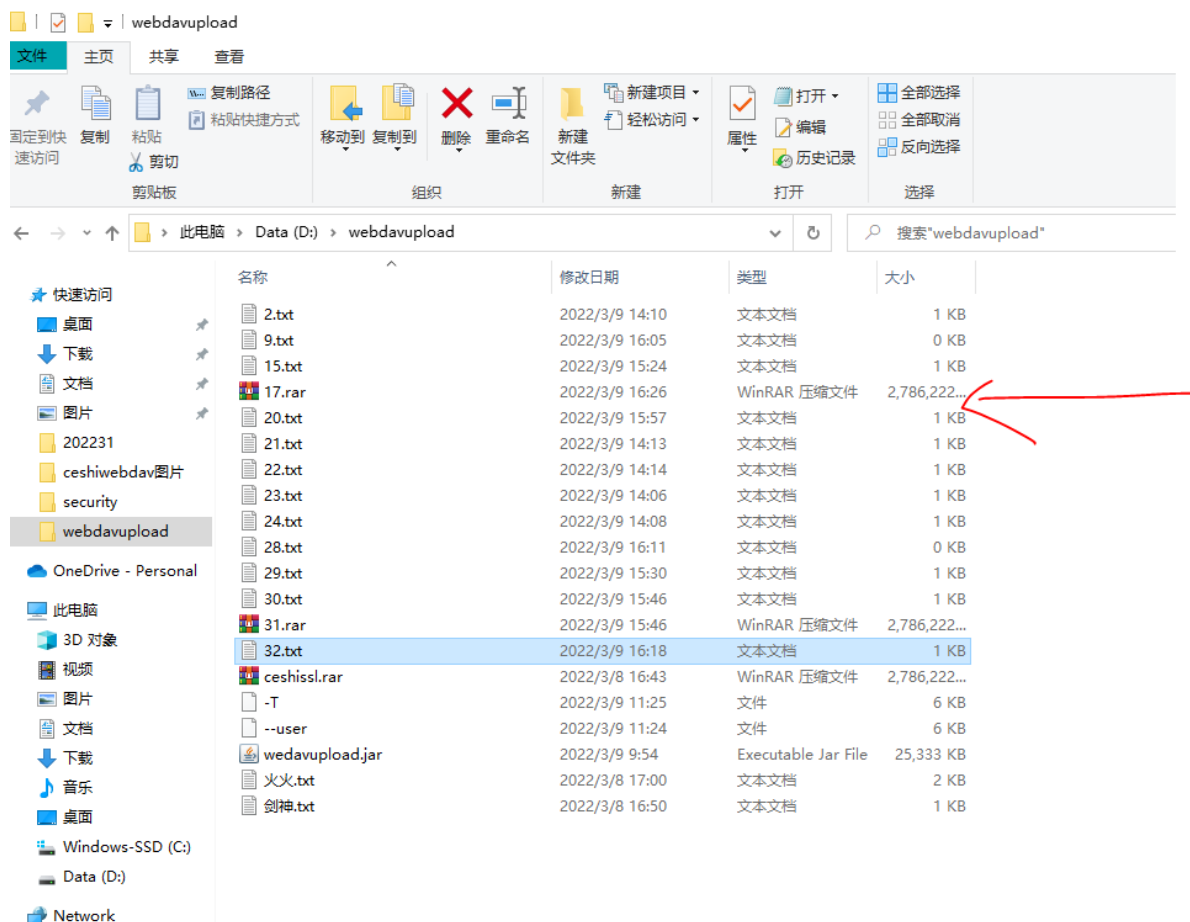 webdavupload
文件 主页 共享 查看
固定到快速访问 复制 粘贴 复制路径 粘贴快捷方式 剪切 移动到 复制到 删除 重命名 新建文件夹 新建项目 轻松访问 属性 打开 编辑 历史记录 全部选择 全部取消 反向选择
剪贴板 组织 新建 打开 选择
此电脑 Data (D:) webdavupload 搜索"webdavupload"
名称 修改日期 类型 大小
快速访问
桌面
下载
文档
图片
202231
ceshiwebdav图片
security
webdavupload
OneDrive - Personal
此电脑
3D 对象
视频
图片
文档
下载
音乐
桌面
Windows-SSD (C:)
Data (D:)
Network
2.txt 2022/3/9 14:10 文本文档 1 KB
9.txt 2022/3/9 16:05 文本文档 0 KB
15.txt 2022/3/9 15:24 文本文档 1 KB
17.rar 2022/3/9 16:26 WinRAR 压缩文件 2,786,222...
20.txt 2022/3/9 15:57 文本文档 1 KB
21.txt 2022/3/9 14:13 文本文档 1 KB
22.txt 2022/3/9 14:14 文本文档 1 KB
23.txt 2022/3/9 14:06 文本文档 1 KB
24.txt 2022/3/9 14:08 文本文档 1 KB
28.txt 2022/3/9 16:11 文本文档 0 KB
29.txt 2022/3/9 15:30 文本文档 1 KB
30.txt 2022/3/9 15:46 文本文档 1 KB
31.rar 2022/3/9 15:46 WinRAR 压缩文件 2,786,222...
32.txt 2022/3/9 16:18 文本文档 1 KB
ceshissl.rar 2022/3/8 16:43 WinRAR 压缩文件 2,786,222...
-T 2022/3/9 11:25 文件 6 KB
--user 2022/3/9 11:24 文件 6 KB
wedavupload.jar 2022/3/9 9:54 Executable Jar File 25,333 KB
火火.txt 2022/3/8 17:00 文本文档 2 KB
剑神.txt 2022/3/8 16:50 文本文档 1 KB